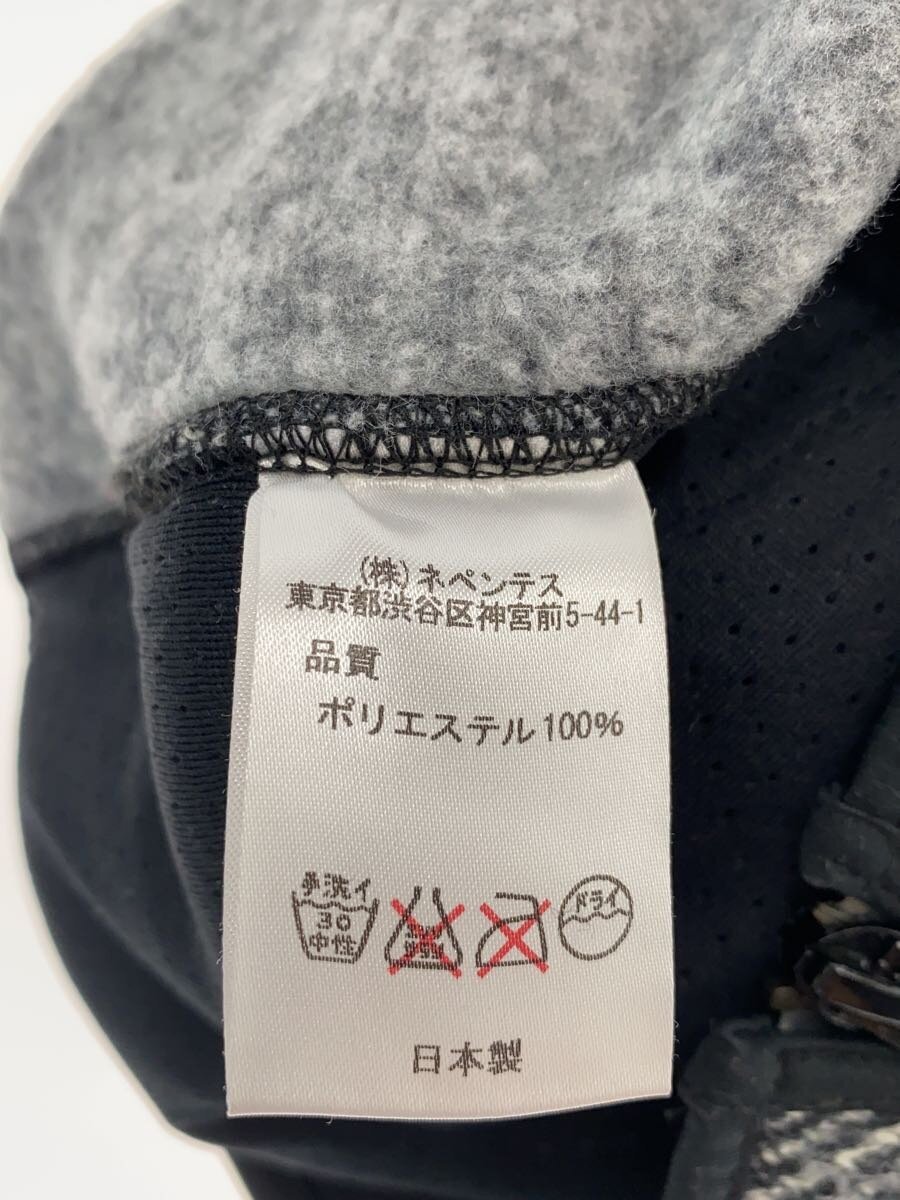 (株)ネペンテス
東京都渋谷区神宮前5-44-1
品質
ポリエステル100%
手洗イ
30
中性
ドライ
日本製